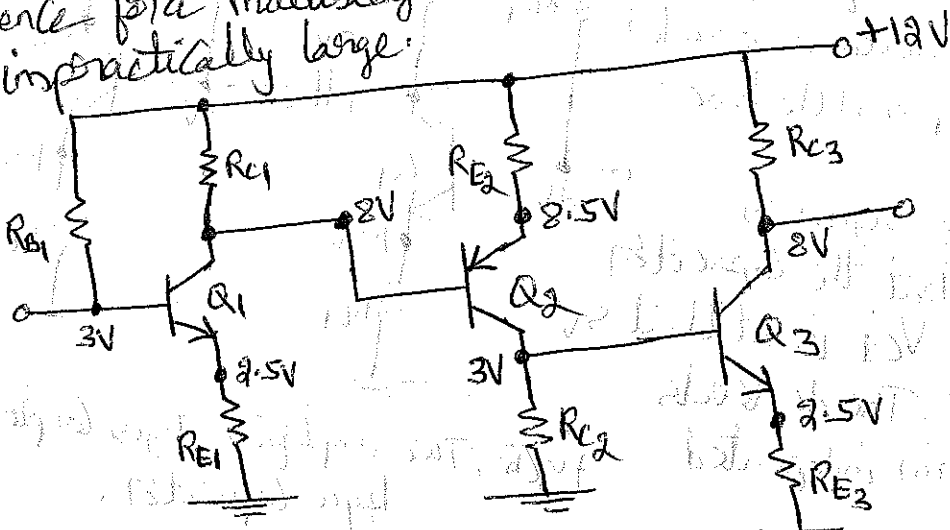 ence for a
impractically large.
+12V
RC1
RE2
RC3
RB1
8V
8.5V
8V
Q1
Q2
Q3
3V
2.5V
3V
2.5V
RE1
RC2
RE3